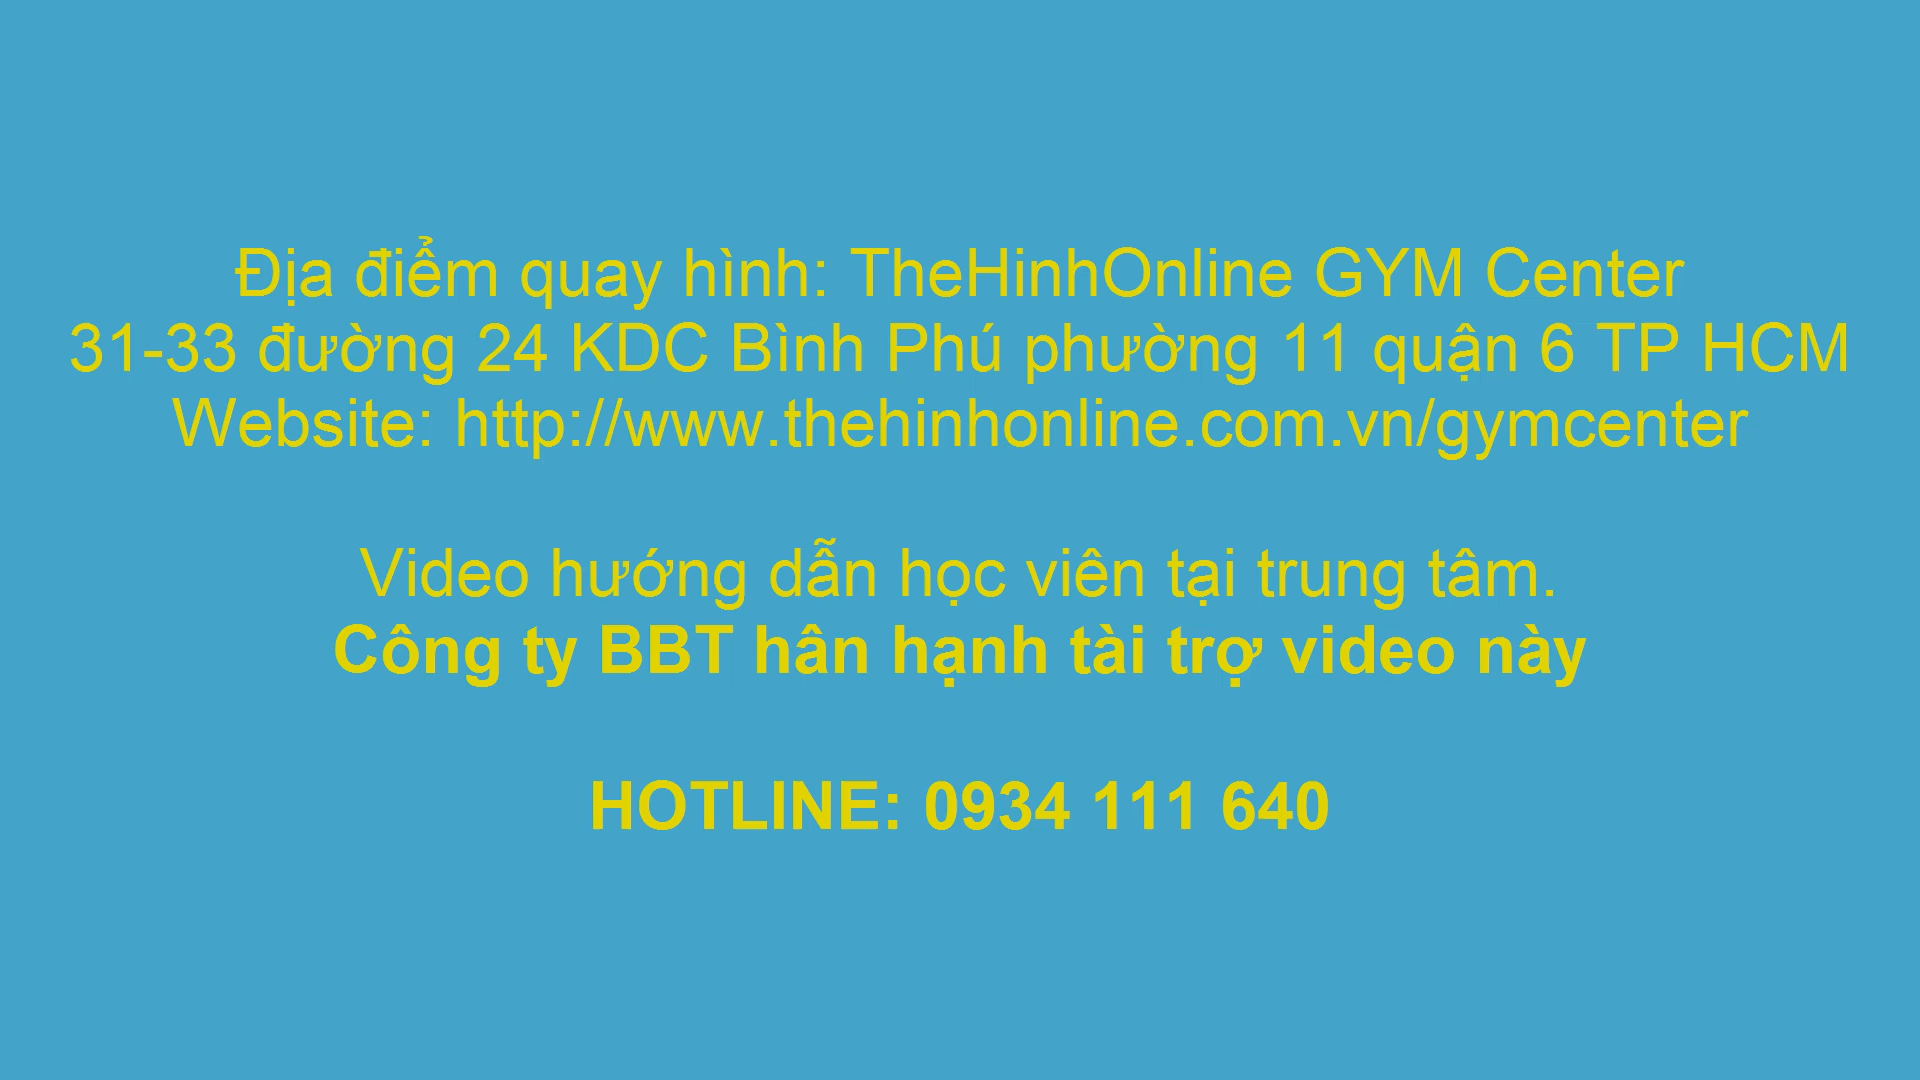 Địa điểm quay hình: TheHinhOnline GYM Center
31-33 đường 24 KDC Bình Phú phường 11 quận 6 TP HCM
Website: http://www.thehinhonline.com.vn/gymcenter
Video hướng dẫn học viên tại trung tâm.
Công ty BBT hân hạnh tài trợ video này
HOTLINE: 0934 111 640